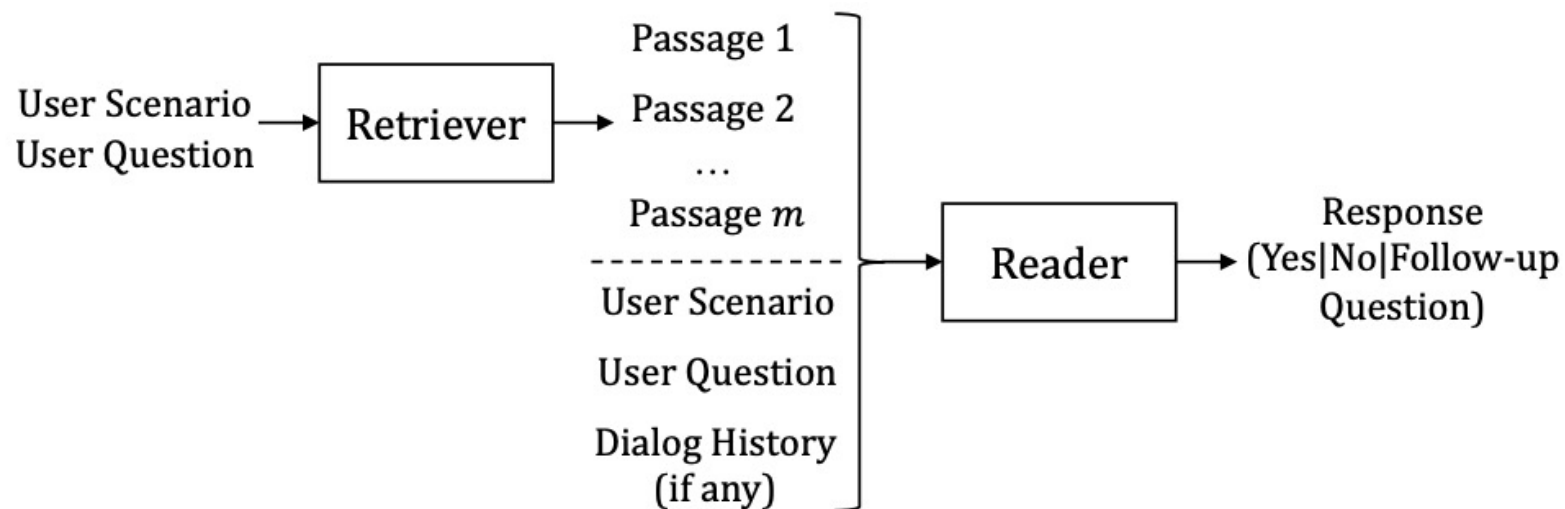 User Scenario
User Question
Retriever
Passage 1
Passage 2
…
Passage m
User Scenario
User Question
Dialog History
(if any)
Reader
Response
(Yes|No|Follow-up
Question)